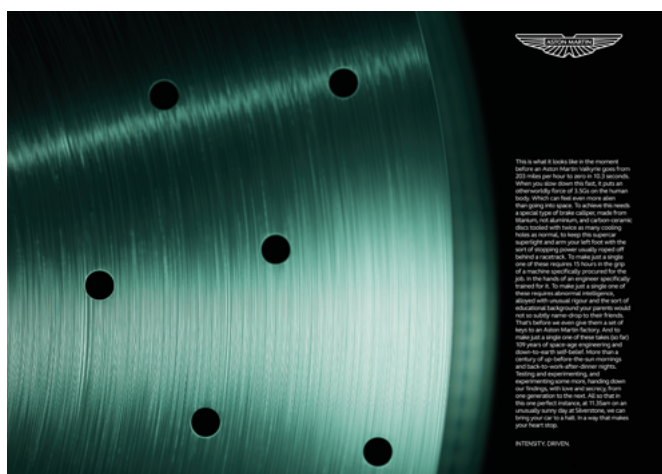 ASTON MARTIN
This is what it looks like in the moment
before an Aston Martin Valkyrie goes from
203 miles per hour to zero in 10.3 seconds.
When you slow down this fast, it puts an
otherworldly force of 3.5Gs on the human
body. Which can feel even more alien
than going into space. To achieve this needs
a special type of brake calliper, made from
titanium, not aluminium, and carbon-ceramic
discs tooled with twice as many cooling
holes as normal, to keep this supercar
superlight and arm your left foot with the
sort of stopping power usually roped off
behind a racetrack. To make just a single
one of these requires 15 hours in the grip
of a machine specifically procured for the
job. In the hands of an engineer specifically
trained for it. To make just a single one of
these requires abnormal intelligence,
alloyed with unusual rigour and the sort of
educational background your parents would
not so subtly name-drop to their friends.
That's before we even give them a set of
keys to an Aston Martin factory. And to
make just a single one of these takes (so far)
109 years of space-age engineering and
down-to-earth self-belief. More than a
century of up-before-the-sun mornings
and back-to-work-after-dinner nights.
Testing and experimenting, and
experimenting some more, handing down
our findings, with love and secrecy, from
one generation to the next. All so that in
this one perfect instance, at 11.35am on an
unusually sunny day at Silverstone, we can
bring your car to a halt. In a way that makes
your heart stop.
INTENSITY. DRIVEN.